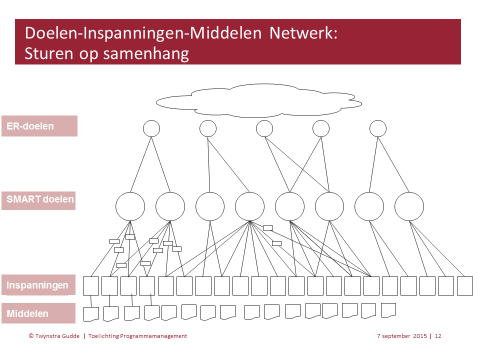 Doelen-Inspanningen-Middelen Netwerk:
Sturen op samenhang
ER-doelen
SMART doelen
Inspanningen
Middelen
© Twynstra Gudde | Toelichting Programmamanagement
7 september 2015 | 12